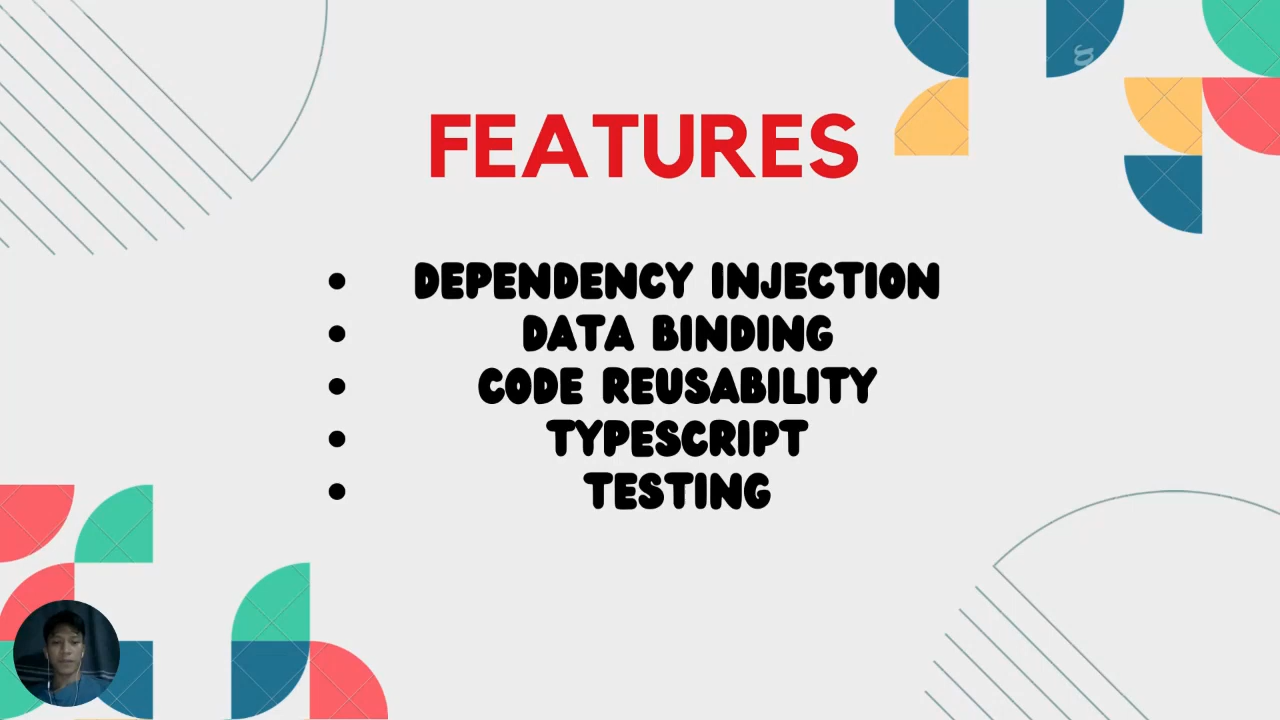 FEATURES
• DEPENDENCY INJECTION
• DATA BINDING
• CODE REUSABILITY
• TYPESCRIPT
• TESTING